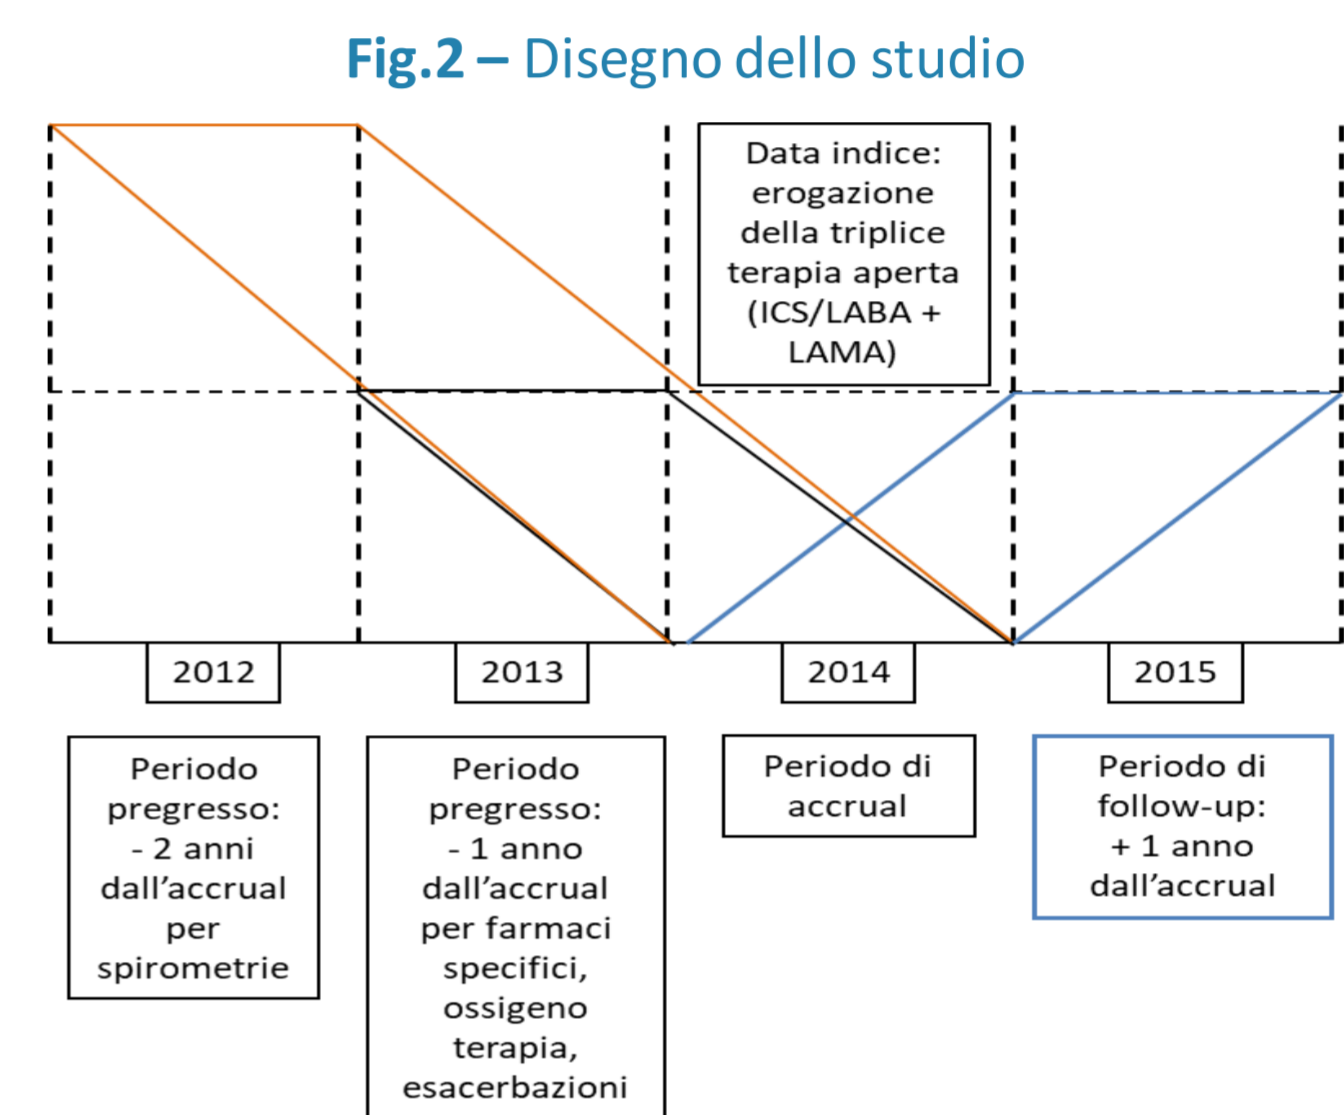 Fig.2 – Disegno dello studio
Data indice:
erogazione
della triplice
terapia aperta
(ICS/LABA +
LAMA)
2012
2013
2014
2015
Periodo
pregresso:
- 2 anni
dall’accrual
per
spirometrie
Periodo
pregresso:
- 1 anno
dall’accrual
per farmaci
specifici,
ossigeno
terapia,
esacerbazioni
Periodo di
accrual
Periodo di
follow-up:
+ 1 anno
dall’accrual